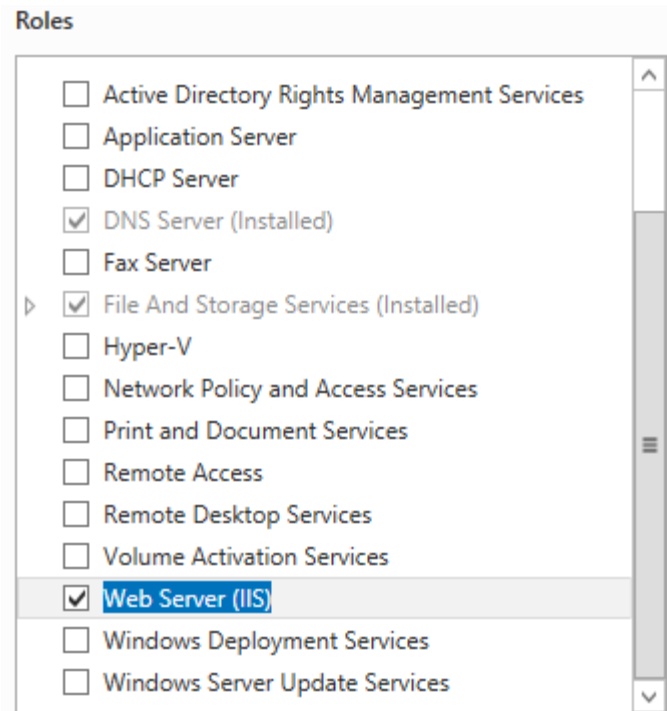 Roles
Active Directory Rights Management Services
Application Server
DHCP Server
DNS Server (Installed)
Fax Server
File And Storage Services (Installed)
Hyper-V
Network Policy and Access Services
Print and Document Services
Remote Access
Remote Desktop Services
Volume Activation Services
Web Server (IIS)
Windows Deployment Services
Windows Server Update Services